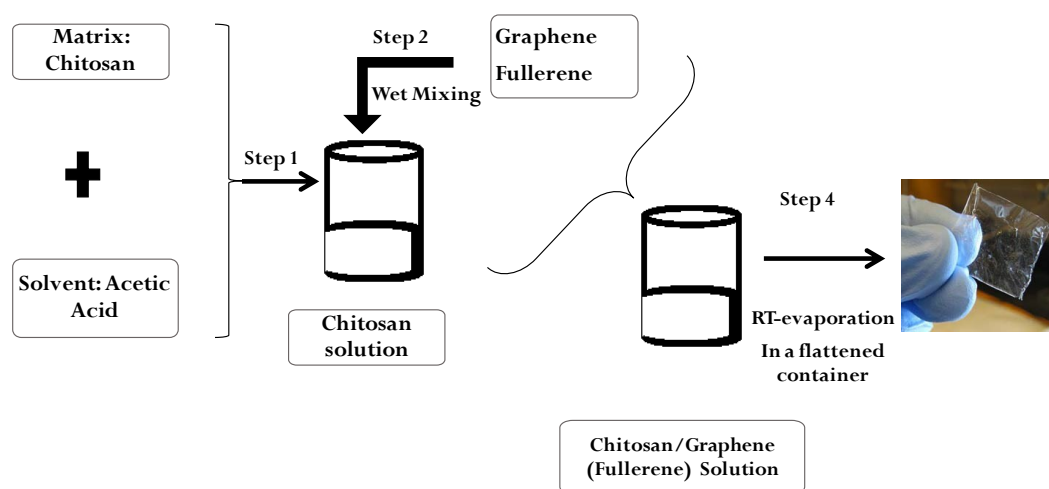 Matrix:
Chitosan
Solvent: Acetic
Acid
Step 1
Step 2
Wet Mixing
Graphene
Fullerene
Chitosan
solution
Chitosan/Graphene
(Fullerene) Solution
Step 4
RT-evaporation
In a flattened
container